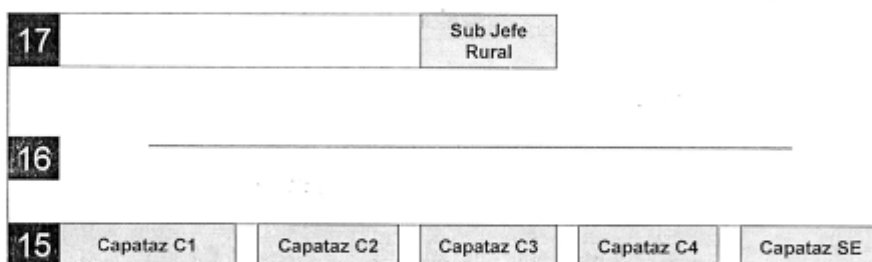 17
Sub Jefe
Rural
16
15 Capataz C1 Capataz C2 Capataz C3 Capataz C4 Capataz SE